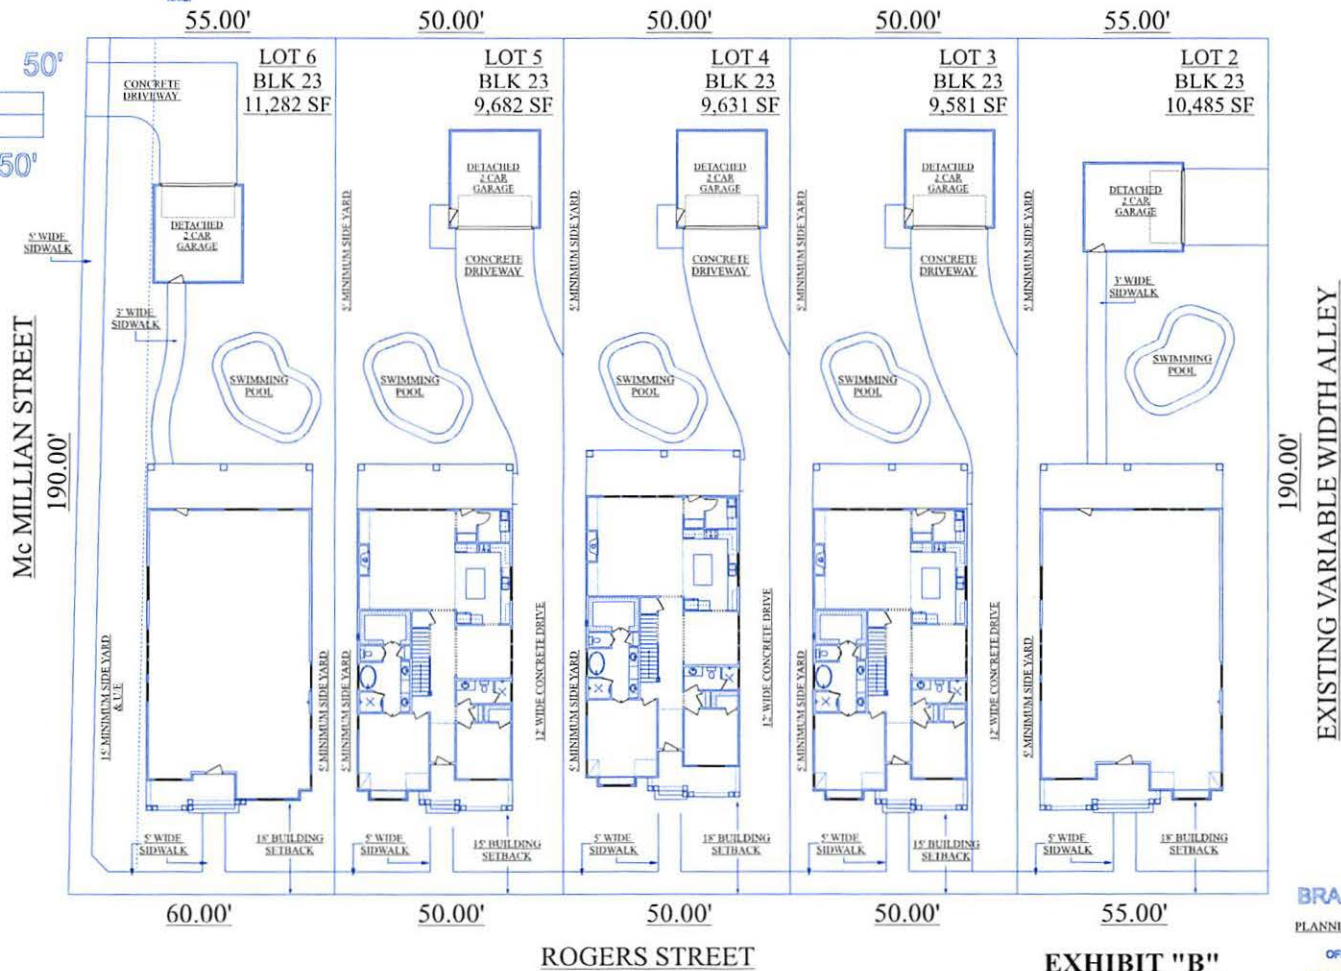 55.00'
50.00'
50.00'
50.00'
55.00'
50'
50'
LOT 6
BLK 23
11,282 SF
LOT 5
BLK 23
9,682 SF
LOT 4
BLK 23
9,631 SF
LOT 3
BLK 23
9,581 SF
LOT 2
BLK 23
10,485 SF
CONCRETE
DRIVEWAY
DETACHED
2 CAR
GARAGE
DETACHED
2 CAR
GARAGE
DETACHED
2 CAR
GARAGE
DETACHED
2 CAR
GARAGE
DETACHED
2 CAR
GARAGE
5' WIDE
SIDWALK
5' MINIMUM SIDE YARD
5' MINIMUM SIDE YARD
5' MINIMUM SIDE YARD
5' MINIMUM SIDE YARD
CONCRETE
DRIVEWAY
CONCRETE
DRIVEWAY
CONCRETE
DRIVEWAY
3' WIDE
SIDWALK
3' WIDE
SIDWALK
SWIMMING
POOL
SWIMMING
POOL
SWIMMING
POOL
SWIMMING
POOL
SWIMMING
POOL
Mc MILLIAN STREET
190.00'
190.00'
EXISTING VARIABLE WIDTH ALLEY
15' MINIMUM SIDE YARD
& U/E
5' MINIMUM SIDE YARD
5' MINIMUM SIDE YARD
12' WIDE CONCRETE DRIVE
5' MINIMUM SIDE YARD
12' WIDE CONCRETE DRIVE
5' MINIMUM SIDE YARD
12' WIDE CONCRETE DRIVE
5' MINIMUM SIDE YARD
5' WIDE
SIDWALK
18' BUILDING
SETBACK
5' WIDE
SIDWALK
15' BUILDING
SETBACK
5' WIDE
SIDWALK
18' BUILDING
SETBACK
5' WIDE
SIDWALK
15' BUILDING
SETBACK
5' WIDE
SIDWALK
18' BUILDING
SETBACK
60.00'
50.00'
50.00'
50.00'
55.00'
ROGERS STREET
EXHIBIT "B"
BRA
PLANNI
OF